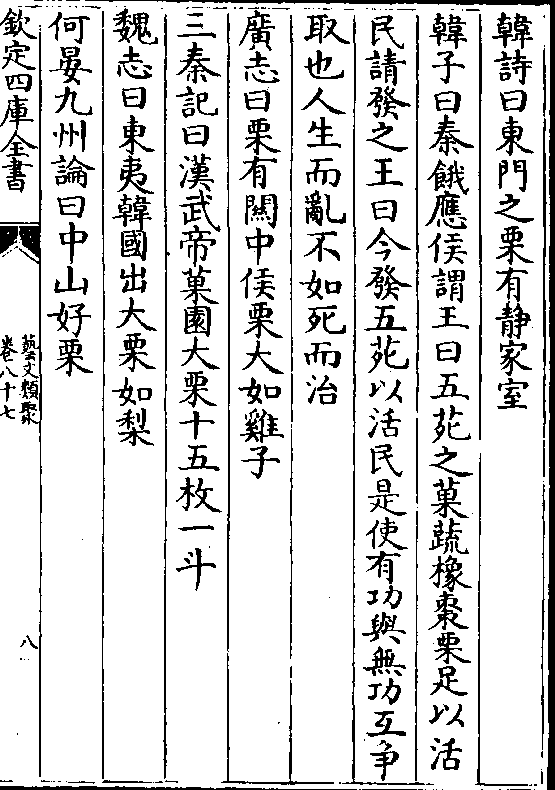 韓詩曰東門之栗有静家室
韓子曰秦餓應侯謂王曰五苑之菓蔬橡棗栗足以活
民請發之王曰今發五苑以活民是使有功與無功互争
取也人生而亂不如死而治
廣志曰栗有關中侯栗大如雞子
三秦記曰漢武帝菓園大栗十五枚一斗
魏志曰東夷韓國出大栗如梨
何晏九州論曰中山好栗
欽定四庫全書
藝文類聚
卷八十七
八